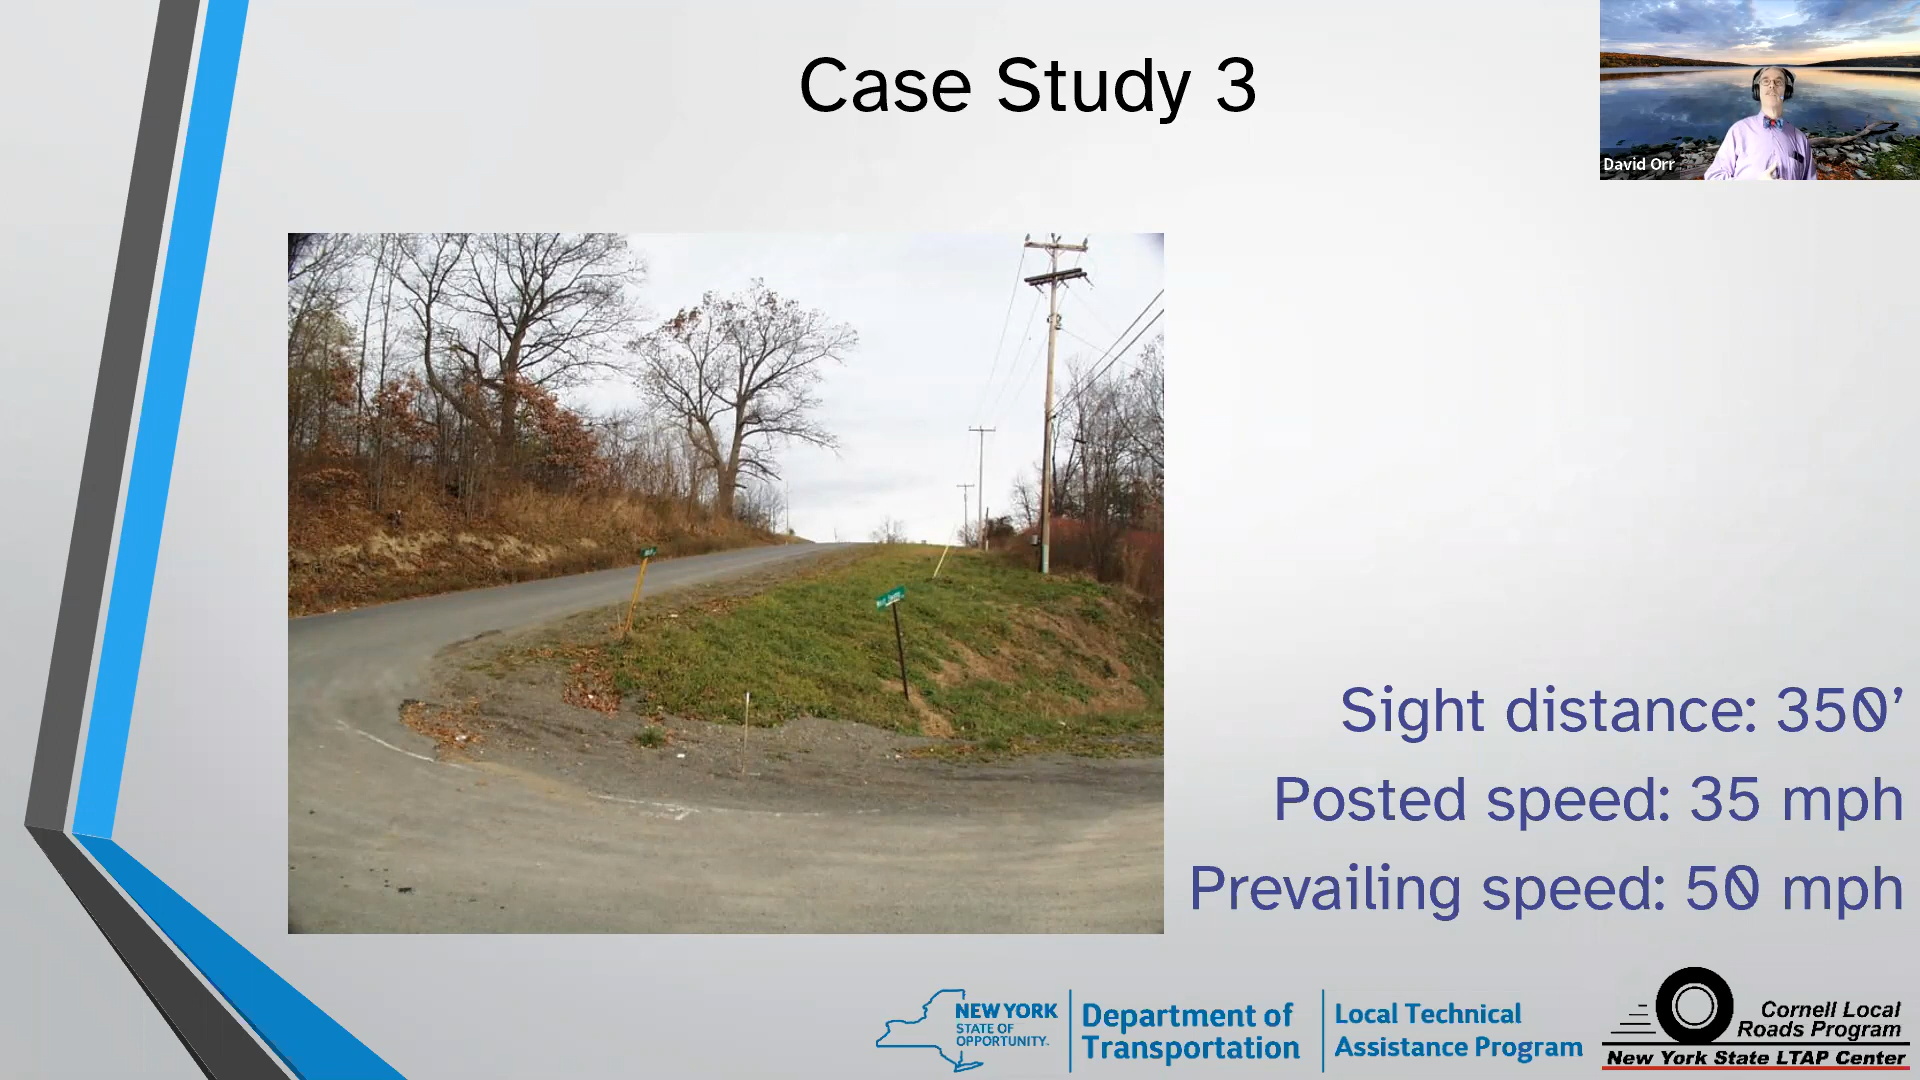 Case Study 3
David Orr
Sight distance: 350’
Posted speed: 35 mph
Prevailing speed: 50 mph
NEW YORK
STATE OF
OPPORTUNITY.
Department of
Transportation
Local Technical
Assistance Program
Cornell Local
Roads Program
New York State LTAP Center